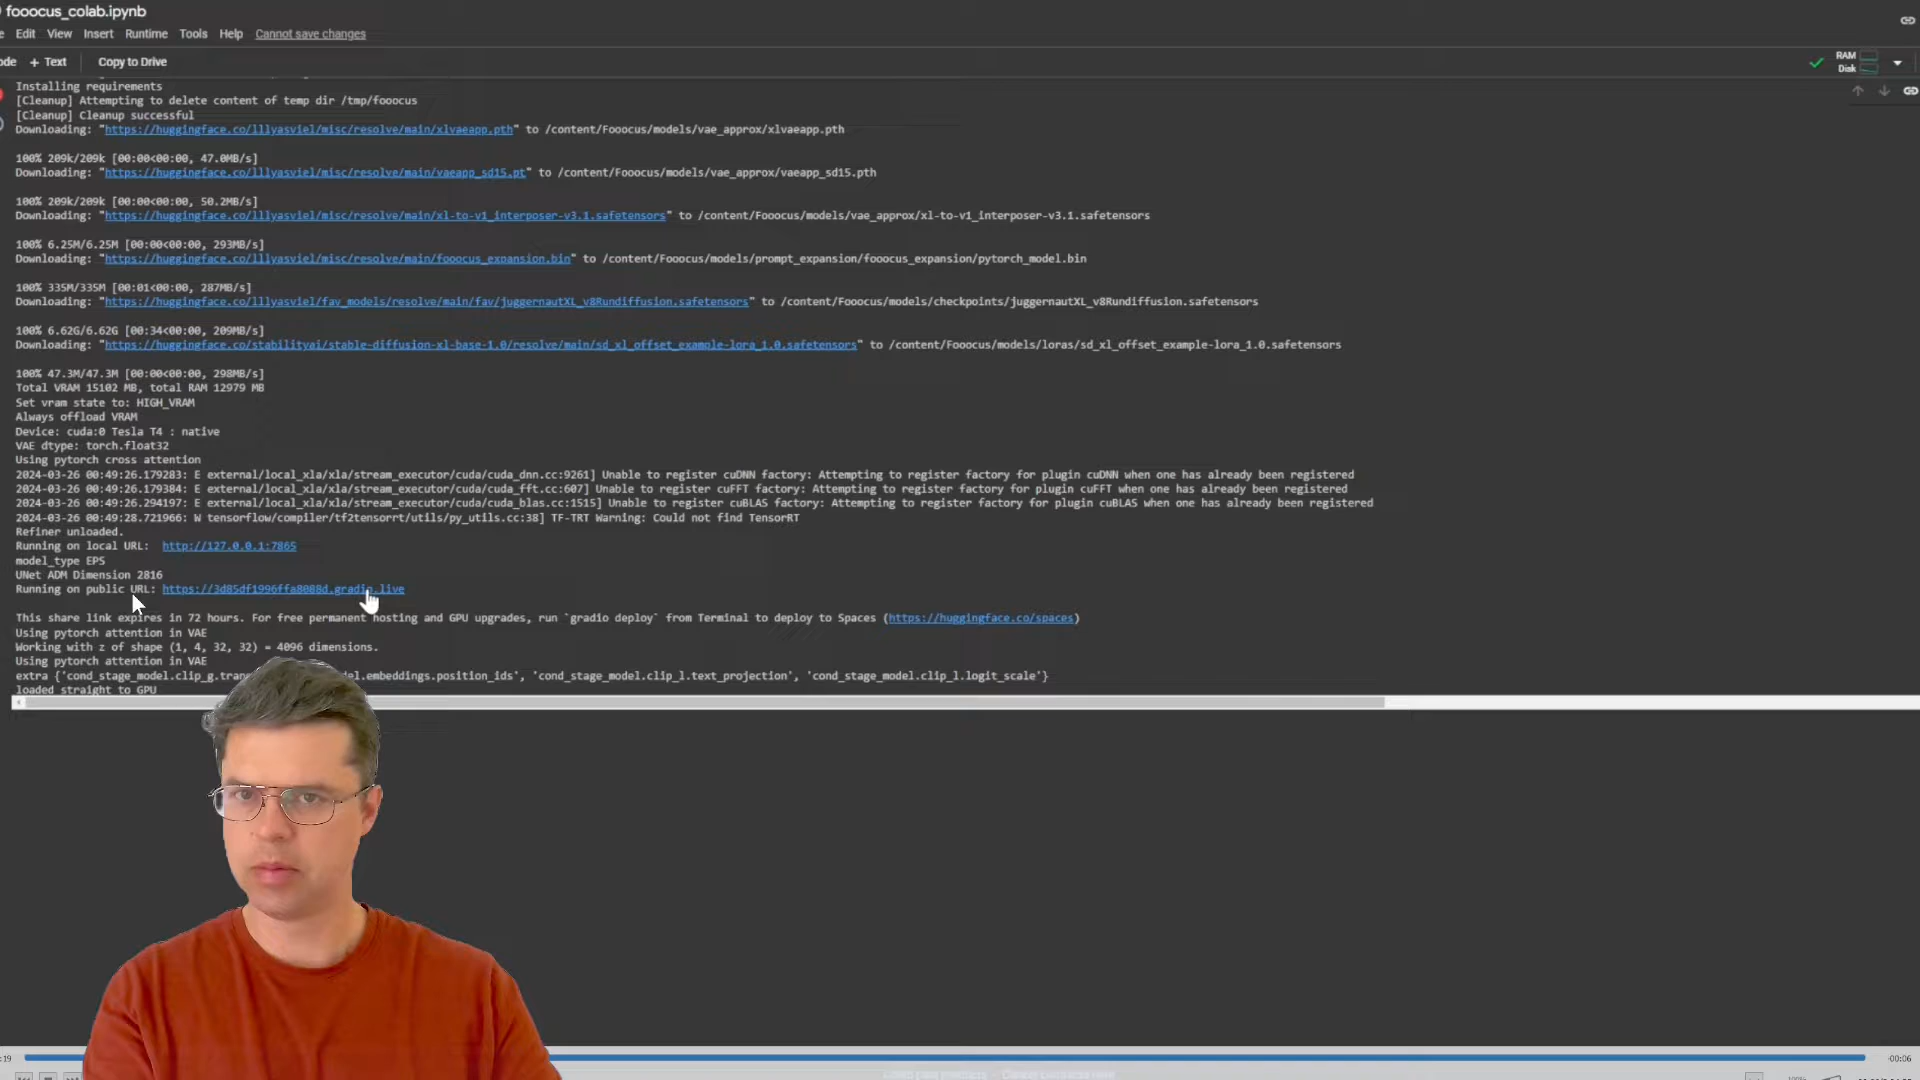 fooocus_colab.ipynb
Edit View Insert Runtime Tools Help Cannot save changes
ode + Text Copy to Drive
RAM
Disk
Installing requirements
[Cleanup] Attempting to delete content of temp dir /tmp/fooocus
[Cleanup] Cleanup successful
Downloading: "https://huggingface.co/lllyasviel/misc/resolve/main/xlvaeapp.pth" to /content/Fooocus/models/vae_approx/xlvaeapp.pth
100% 209k/209k [00:00<00:00, 47.0MB/s]
Downloading: "https://huggingface.co/lllyasviel/misc/resolve/main/vaeapp_sd15.pt" to /content/Fooocus/models/vae_approx/vaeapp_sd15.pth
100% 209k/209k [00:00<00:00, 50.2MB/s]
Downloading: "https://huggingface.co/lllyasviel/misc/resolve/main/xl-to-v1_interposer-v3.1.safetensors" to /content/Fooocus/models/vae_approx/xl-to-v1_interposer-v3.1.safetensors
100% 6.25M/6.25M [00:00<00:00, 293MB/s]
Downloading: "https://huggingface.co/lllyasviel/misc/resolve/main/fooocus_expansion.bin" to /content/Fooocus/models/prompt_expansion/fooocus_expansion/pytorch_model.bin
100% 335M/335M [00:01<00:00, 287MB/s]
Downloading: "https://huggingface.co/lllyasviel/fav_models/resolve/main/fav/juggernautXL_v8Rundiffusion.safetensors" to /content/Fooocus/models/checkpoints/juggernautXL_v8Rundiffusion.safetensors
100% 6.62G/6.62G [00:34<00:00, 209MB/s]
Downloading: "https://huggingface.co/stabilityai/stable-diffusion-xl-base-1.0/resolve/main/sd_xl_offset_example-lora_1.0.safetensors" to /content/Fooocus/models/loras/sd_xl_offset_example-lora_1.0.safetensors
100% 47.3M/47.3M [00:00<00:00, 298MB/s]
Total VRAM 15102 MB, total RAM 12979 MB
Set vram state to: HIGH_VRAM
Always offload VRAM
Device: cuda:0 Tesla T4 : native
VAE dtype: torch.float32
Using pytorch cross attention
2024-03-26 00:49:26.179283: E external/local_xla/xla/stream_executor/cuda/cuda_dnn.cc:9261] Unable to register cuDNN factory: Attempting to register factory for plugin cuDNN when one has already been registered
2024-03-26 00:49:26.179384: E external/local_xla/xla/stream_executor/cuda/cuda_fft.cc:607] Unable to register cuFFT factory: Attempting to register factory for plugin cuFFT when one has already been registered
2024-03-26 00:49:26.294197: E external/local_xla/xla/stream_executor/cuda/cuda_blas.cc:1515] Unable to register cuBLAS factory: Attempting to register factory for plugin cuBLAS when one has already been registered
2024-03-26 00:49:28.721966: W tensorflow/compiler/tf2tensorrt/utils/py_utils.cc:38] TF-TRT Warning: Could not find TensorRT
Refiner unloaded.
Running on local URL: http://127.0.0.1:7865
model_type EPS
UNet ADM Dimension 2816
Running on public URL: https://3d85df1996ffa8088d.gradio.live
This share link expires in 72 hours. For free permanent hosting and GPU upgrades, run `gradio deploy` from Terminal to deploy to Spaces (https://huggingface.co/spaces)
Using pytorch attention in VAE
Working with z of shape (1, 4, 32, 32) = 4096 dimensions.
Using pytorch attention in VAE
extra {'cond_stage_model.clip_g.tran el.embeddings.position_ids', 'cond_stage_model.clip_l.text_projection', 'cond_stage_model.clip_l.logit_scale'}
loaded straight to GPU
:19
-00:06